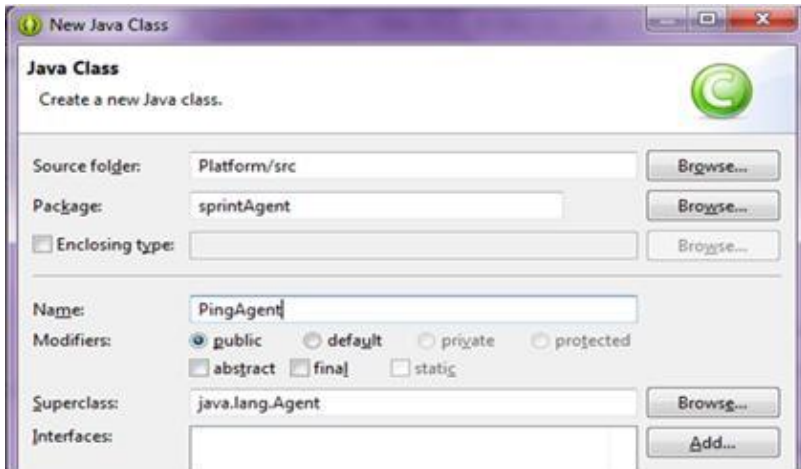 New Java Class
Java Class
Create a new Java class.
C
Source folder: Platform/src Browse...
Package: sprintAgent Browse...
Enclosing type: Browse...
Name: PingAgent
Modifiers: public default private protected
abstract final static
Superclass: java.lang.Agent Browse...
Interfaces: Add...